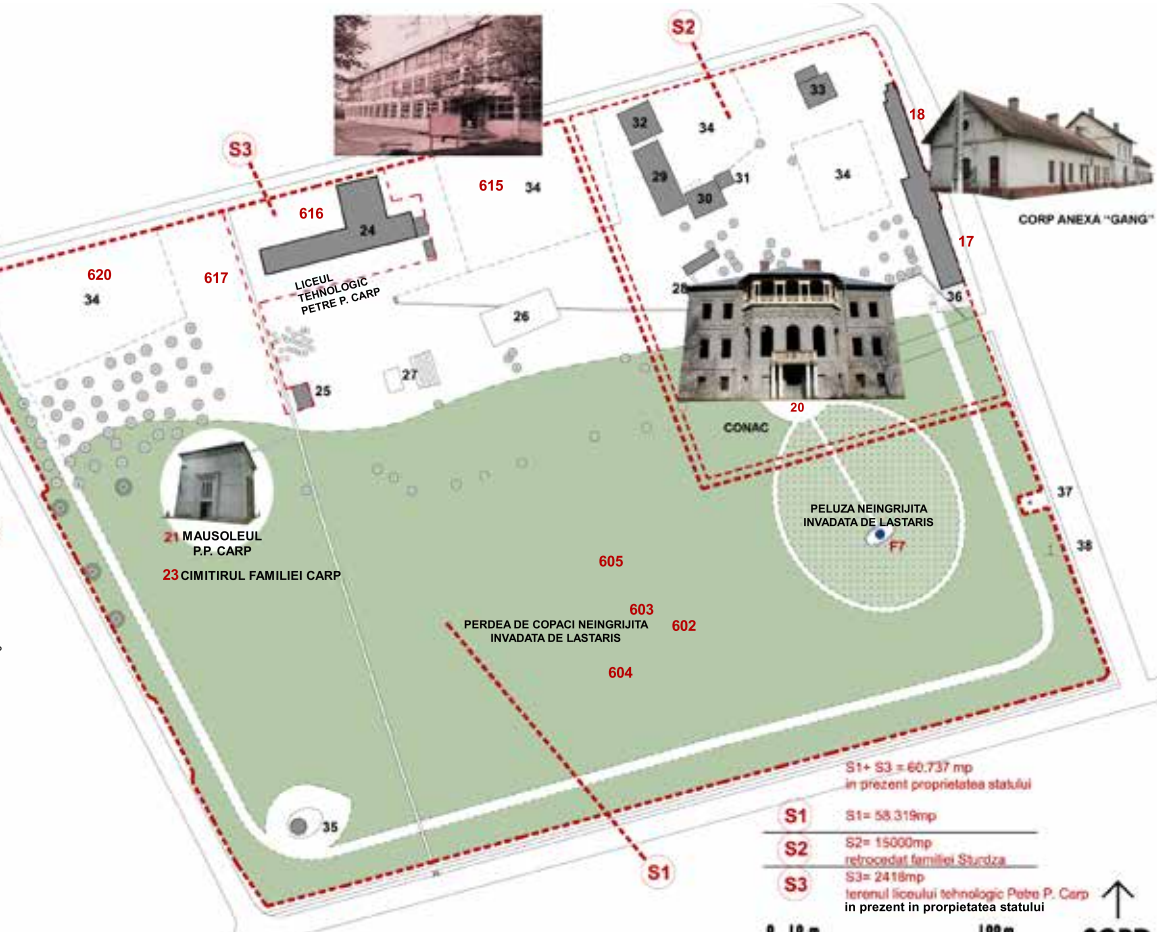 S2
S3
33
18
32
34
34
29
31
30
CORP ANEXA "GANG"
615
34
616
24
17
620
34
617
LICEUL
TEHNOLOGIC
PETRE P. CARP
28
36
26
27
25
20
CONAC
37
PELUZA NEINGRIJITA
INVADATA DE LASTARIS
F7
38
21 MAUSOLEUL
P.P. CARP
23 CIMITIRUL FAMILIEI CARP
605
603
PERDEA DE COPACI NEINGRIJITA
INVADATA DE LASTARIS
602
604
35
S1
S1+ S3 = 60.737 mp
in prezent proprietatea statului
S1 S1= 58.319mp
S2 S2= 15000mp
retrocedat familiei Sturdza
S3 S3= 2418mp
terenul liceului tehnologic Petre P. Carp
in prezent in prorpietatea statului
0 10 m 100 m